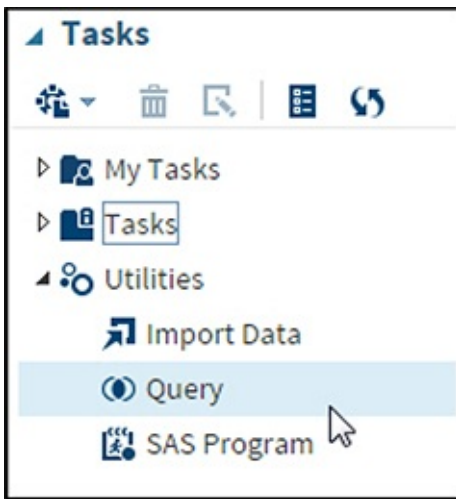 Tasks
My Tasks
Tasks
Utilities
Import Data
Query
SAS Program